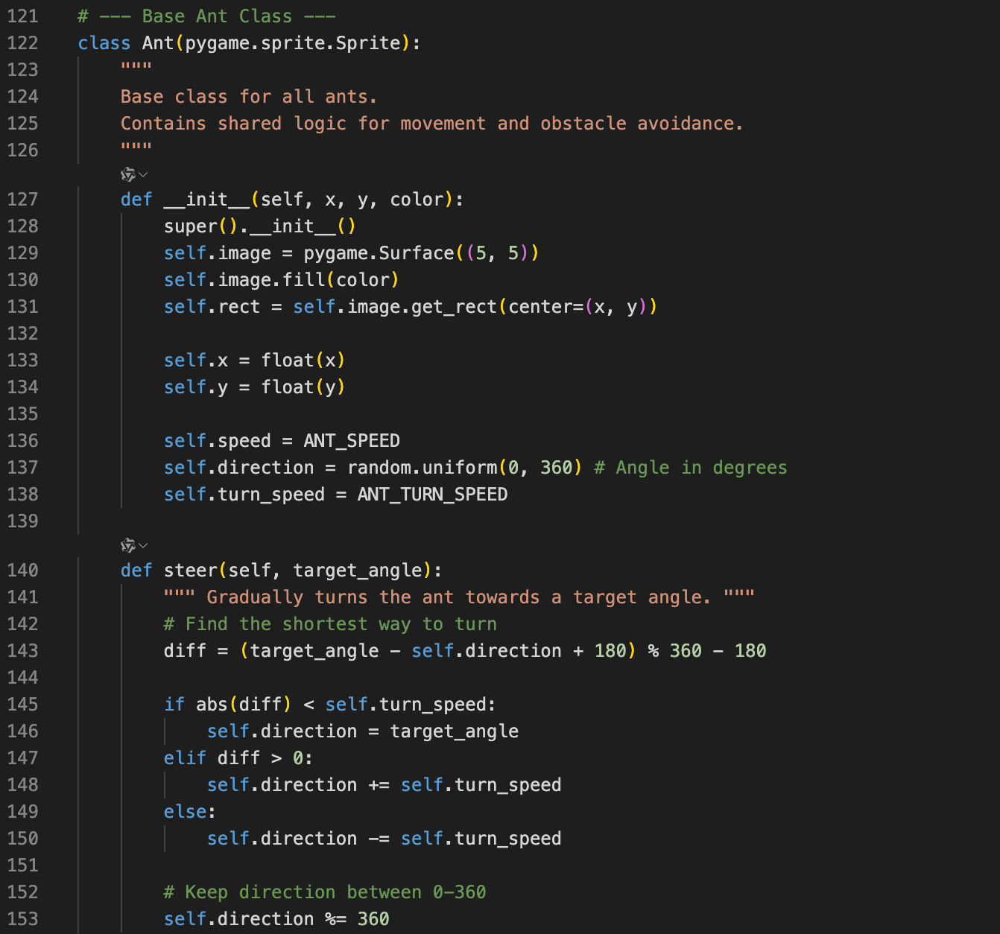 121 # --- Base Ant Class ---
122 class Ant(pygame.sprite.Sprite):
123     """
124     Base class for all ants.
125     Contains shared logic for movement and obstacle avoidance.
126     """
127     def __init__(self, x, y, color):
128         super().__init__()
129         self.image = pygame.Surface((5, 5))
130         self.image.fill(color)
131         self.rect = self.image.get_rect(center=(x, y))
132
133         self.x = float(x)
134         self.y = float(y)
135
136         self.speed = ANT_SPEED
137         self.direction = random.uniform(0, 360) # Angle in degrees
138         self.turn_speed = ANT_TURN_SPEED
139
140     def steer(self, target_angle):
141         """ Gradually turns the ant towards a target angle. """
142         # Find the shortest way to turn
143         diff = (target_angle - self.direction + 180) % 360 - 180
144
145         if abs(diff) < self.turn_speed:
146             self.direction = target_angle
147         elif diff > 0:
148             self.direction += self.turn_speed
149         else:
150             self.direction -= self.turn_speed
151
152         # Keep direction between 0-360
153         self.direction %= 360